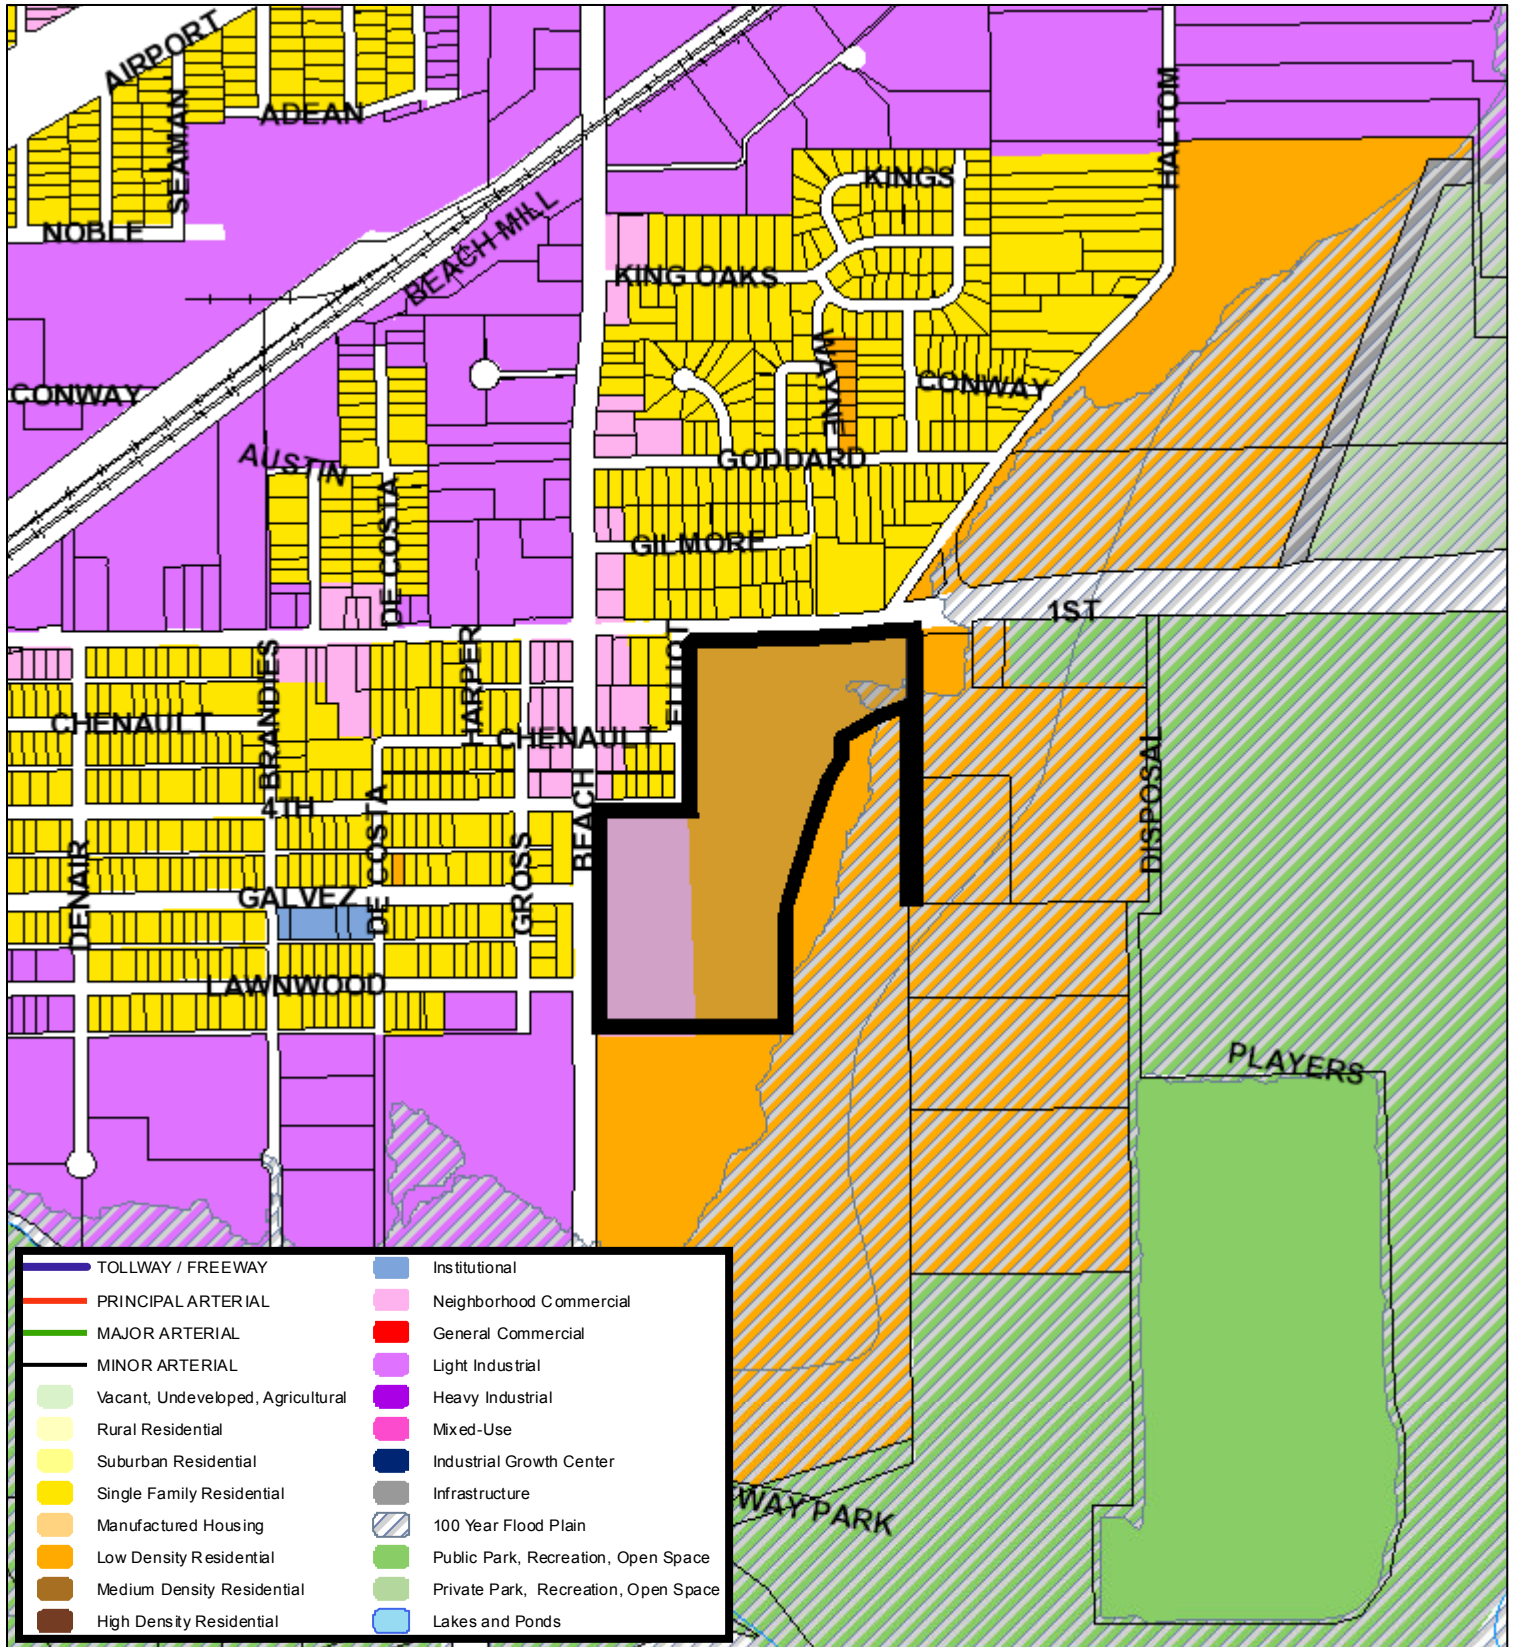 AIRPORT
HALTOM
SEAMAN
ADEAN
KINGS
BEACH MILL
NOBLE
KING OAKS
WAYNE
CONWAY
CONWAY
AUSTIN
GODDARD
DE COSTA
GILMORE
1ST
BRANDIES
HARPER
ELLIOT
CHENAULT
CHENAULT
DISPOSAL
4TH
BEACH
DE COSTA
GROSS
DENAIR
GALVEZ
LAWNWOOD
PLAYERS
TOLLWAY / FREEWAY
PRINCIPAL ARTERIAL
MAJOR ARTERIAL
MINOR ARTERIAL
Vacant, Undeveloped, Agricultural
Rural Residential
Suburban Residential
Single Family Residential
Manufactured Housing
Low Density Residential
Medium Density Residential
High Density Residential
Institutional
Neighborhood Commercial
General Commercial
Light Industrial
Heavy Industrial
Mixed-Use
Industrial Growth Center
Infrastructure
100 Year Flood Plain
Public Park, Recreation, Open Space
Private Park, Recreation, Open Space
Lakes and Ponds
WAY PARK